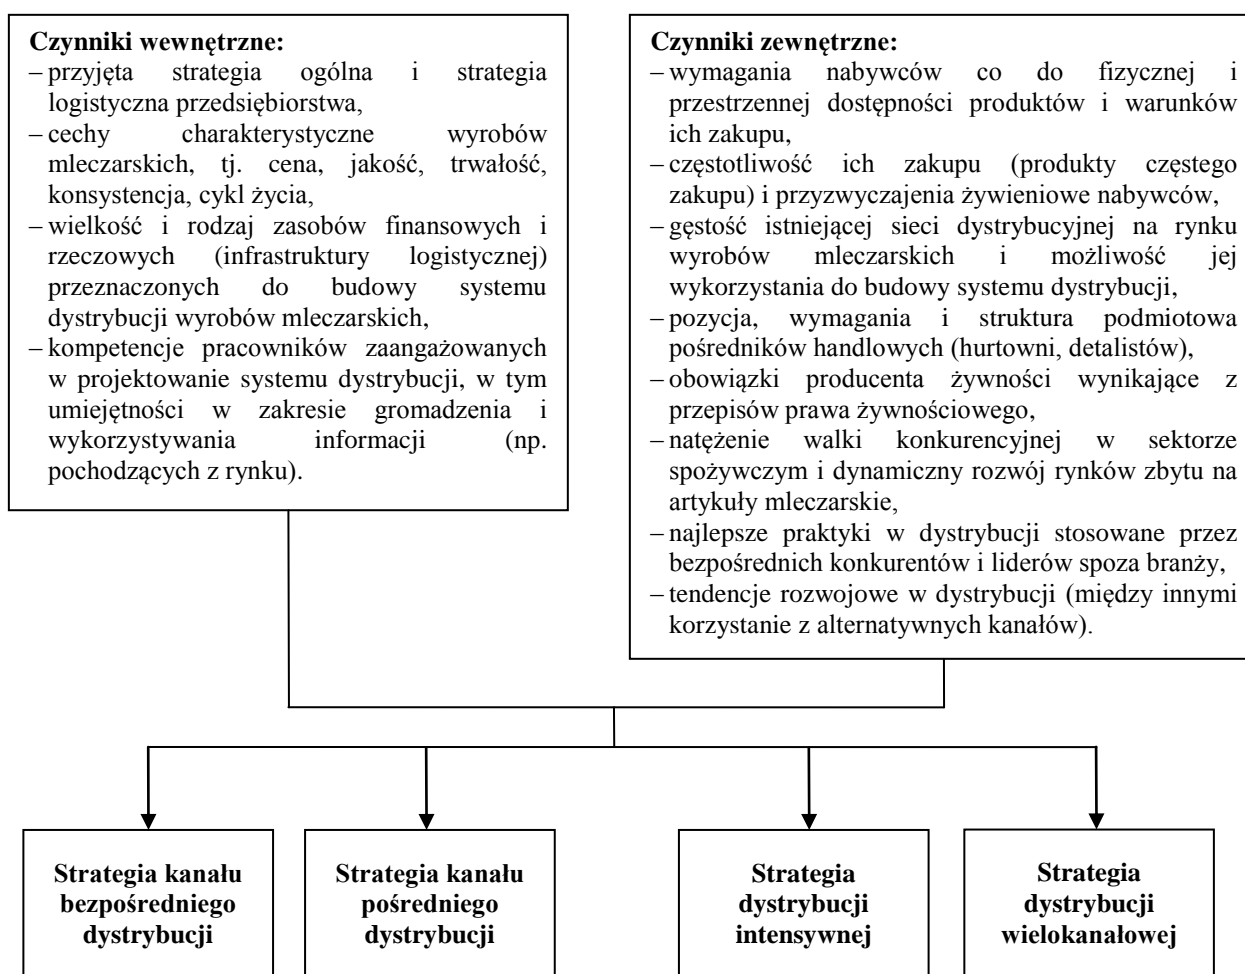 Czynniki wewnętrzne:
– przyjęta strategia ogólna i strategia
logistyczna przedsiębiorstwa,
– cechy charakterystyczne wyrobów
mleczarskich, tj. cena, jakość, trwałość,
konsystencja, cykl życia,
– wielkość i rodzaj zasobów finansowych i
rzeczowych (infrastruktury logistycznej)
przeznaczonych do budowy systemu
dystrybucji wyrobów mleczarskich,
– kompetencje pracowników zaangażowanych
w projektowanie systemu dystrybucji, w tym
umiejętności w zakresie gromadzenia i
wykorzystywania informacji (np.
pochodzących z rynku).
Czynniki zewnętrzne:
– wymagania nabywców co do fizycznej i
przestrzennej dostępności produktów i warunków
ich zakupu,
– częstotliwość ich zakupu (produkty częstego
zakupu) i przyzwyczajenia żywieniowe nabywców,
– gęstość istniejącej sieci dystrybucyjnej na rynku
wyrobów mleczarskich i możliwość jej
wykorzystania do budowy systemu dystrybucji,
– pozycja, wymagania i struktura podmiotowa
pośredników handlowych (hurtowni, detalistów),
– obowiązki producenta żywności wynikające z
przepisów prawa żywnościowego,
– natężenie walki konkurencyjnej w sektorze
spożywczym i dynamiczny rozwój rynków zbytu na
artykuły mleczarskie,
– najlepsze praktyki w dystrybucji stosowane przez
bezpośrednich konkurentów i liderów spoza branży,
– tendencje rozwojowe w dystrybucji (między innymi
korzystanie z alternatywnych kanałów).
Strategia kanału
bezpośredniego
dystrybucji
Strategia kanału
pośredniego
dystrybucji
Strategia
dystrybucji
intensywnej
Strategia
dystrybucji
wielokanałowej